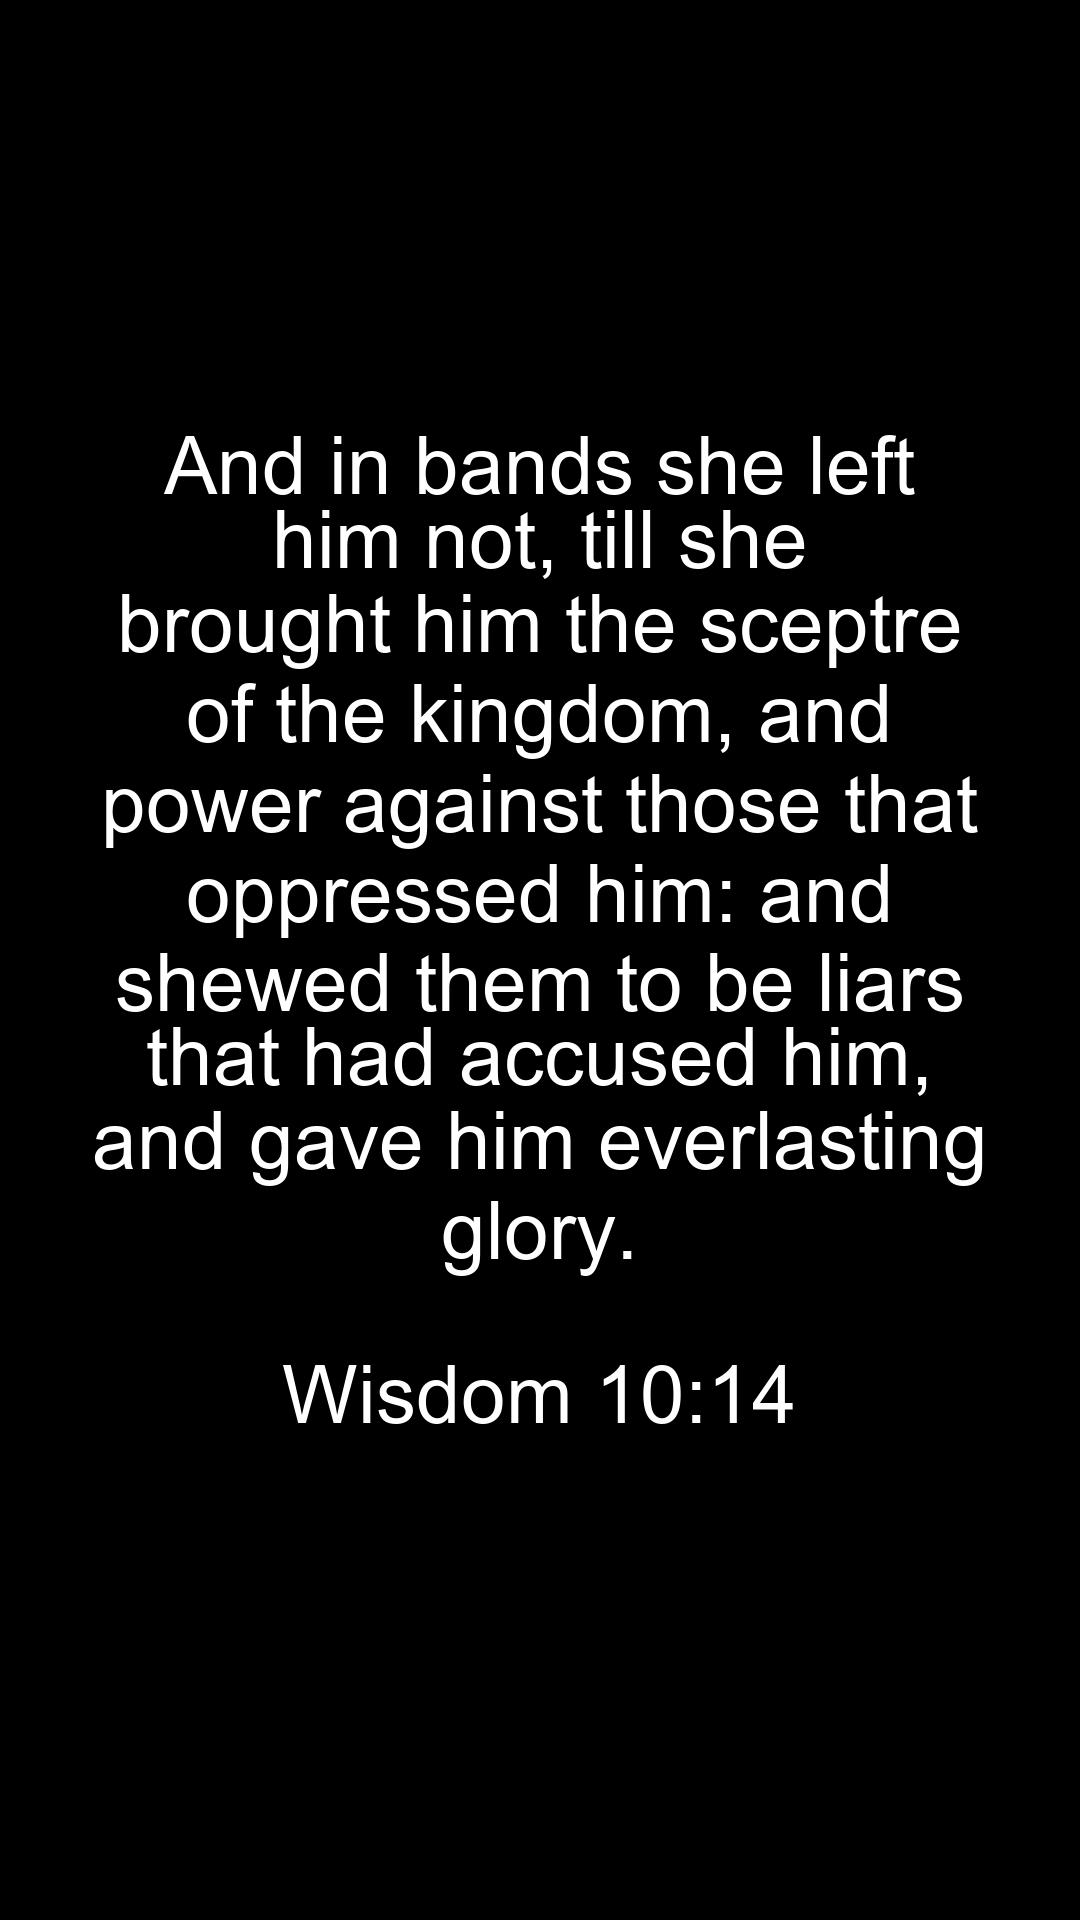 And in bands she left
him not, till she
brought him the sceptre
of the kingdom, and
power against those that
oppressed him: and
shewed them to be liars
that had accused him,
and gave him everlasting
glory.
Wisdom 10:14